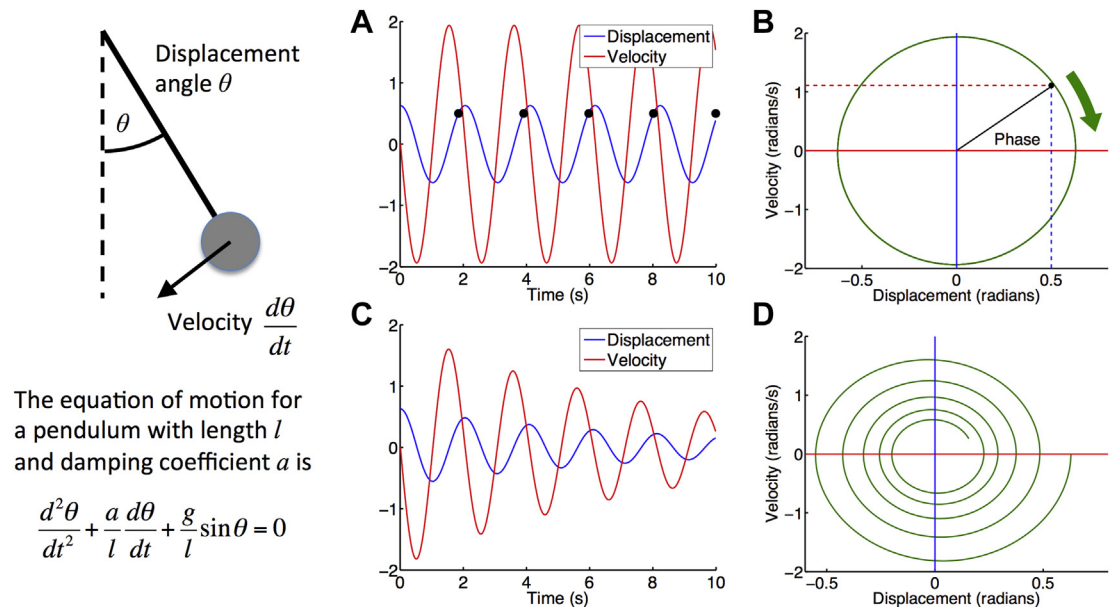 Displacement
angle θ
θ
Velocity dθ/dt
The equation of motion for
a pendulum with length l
and damping coefficient a is
d²θ/dt² + a/l dθ/dt + g/l sin θ = 0
A
2
1
0
−1
−2
Displacement
Velocity
0 2 4 6 8 10
Time (s)
B
Velocity (radians/s)
2
1
0
−1
−2
Phase
−0.5 0 0.5
Displacement (radians)
C
2
1
0
−1
−2
Displacement
Velocity
0 2 4 6 8 10
Time (s)
D
Velocity (radians/s)
2
1
0
−1
−2
−0.5 0 0.5
Displacement (radians)